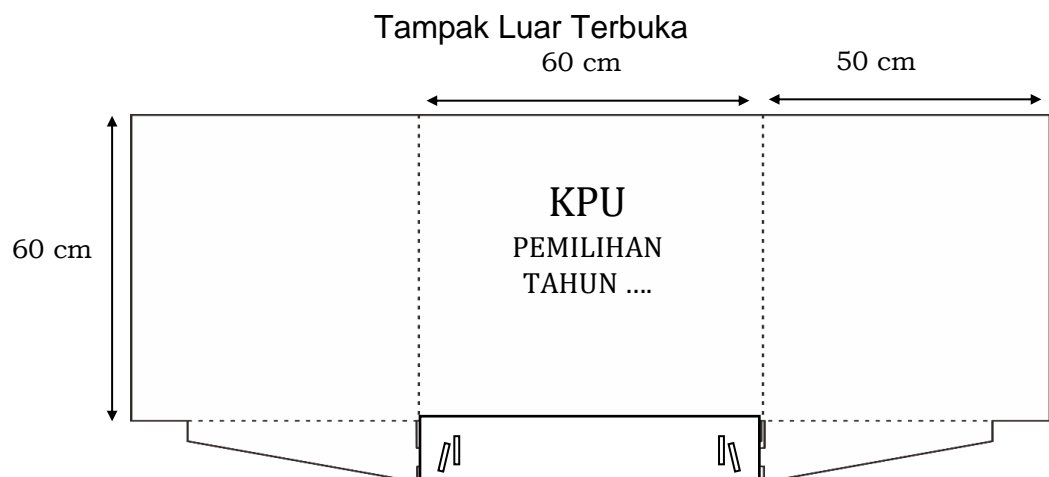 Tampak Luar Terbuka
60 cm
50 cm
60 cm
KPU
PEMILIHAN
TAHUN ....